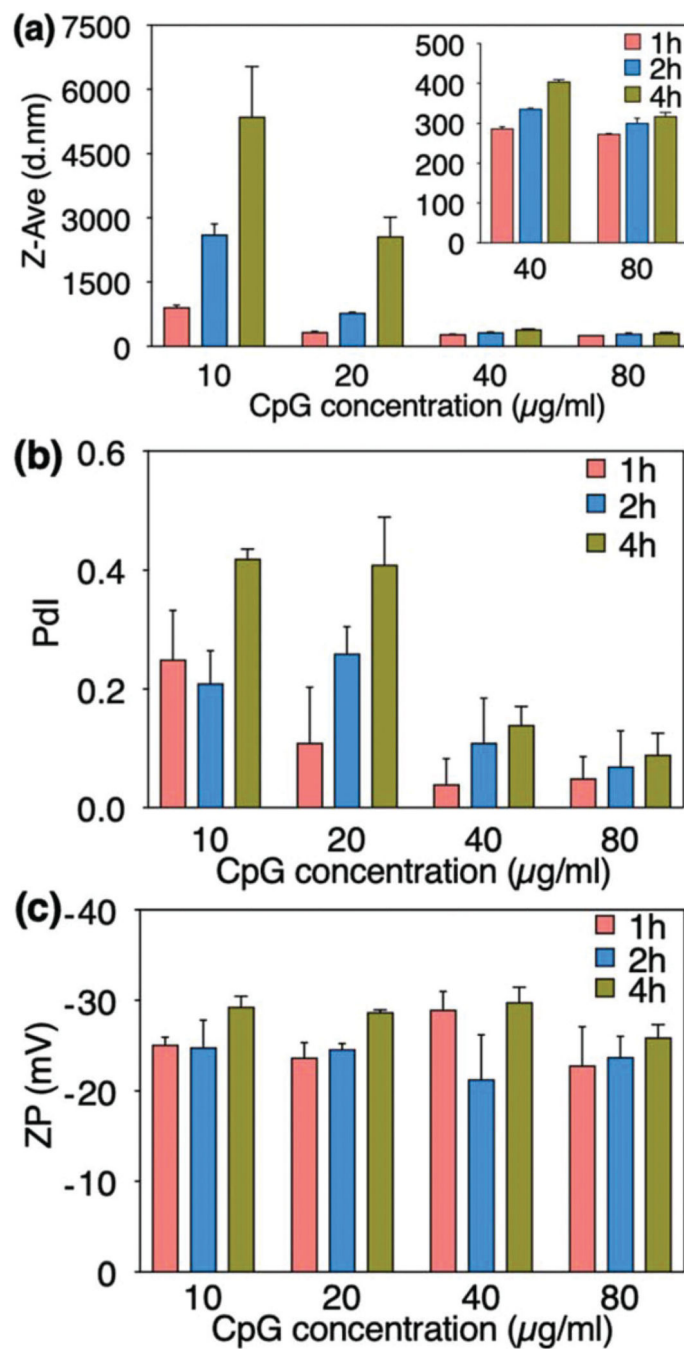 (a)
Z-Ave (d.nm)
7500
6000
4500
3000
1500
0
10 20 40 80
CpG concentration (µg/ml)
500
400
300
200
100
0
40 80
1h
2h
4h
(b)
PdI
0.6
0.4
0.2
0.0
1h
2h
4h
10 20 40 80
CpG concentration (µg/ml)
(c)
ZP (mV)
-40
-30
-20
-10
0
1h
2h
4h
10 20 40 80
CpG concentration (µg/ml)